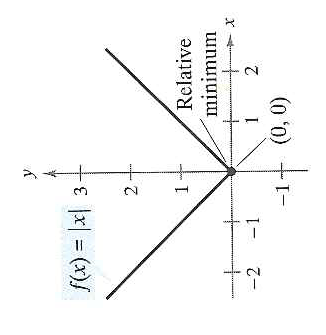 y
f(x) = |x|
3
2
1
Relative
minimum
x
-2
-1
1
2
(0, 0)
-1